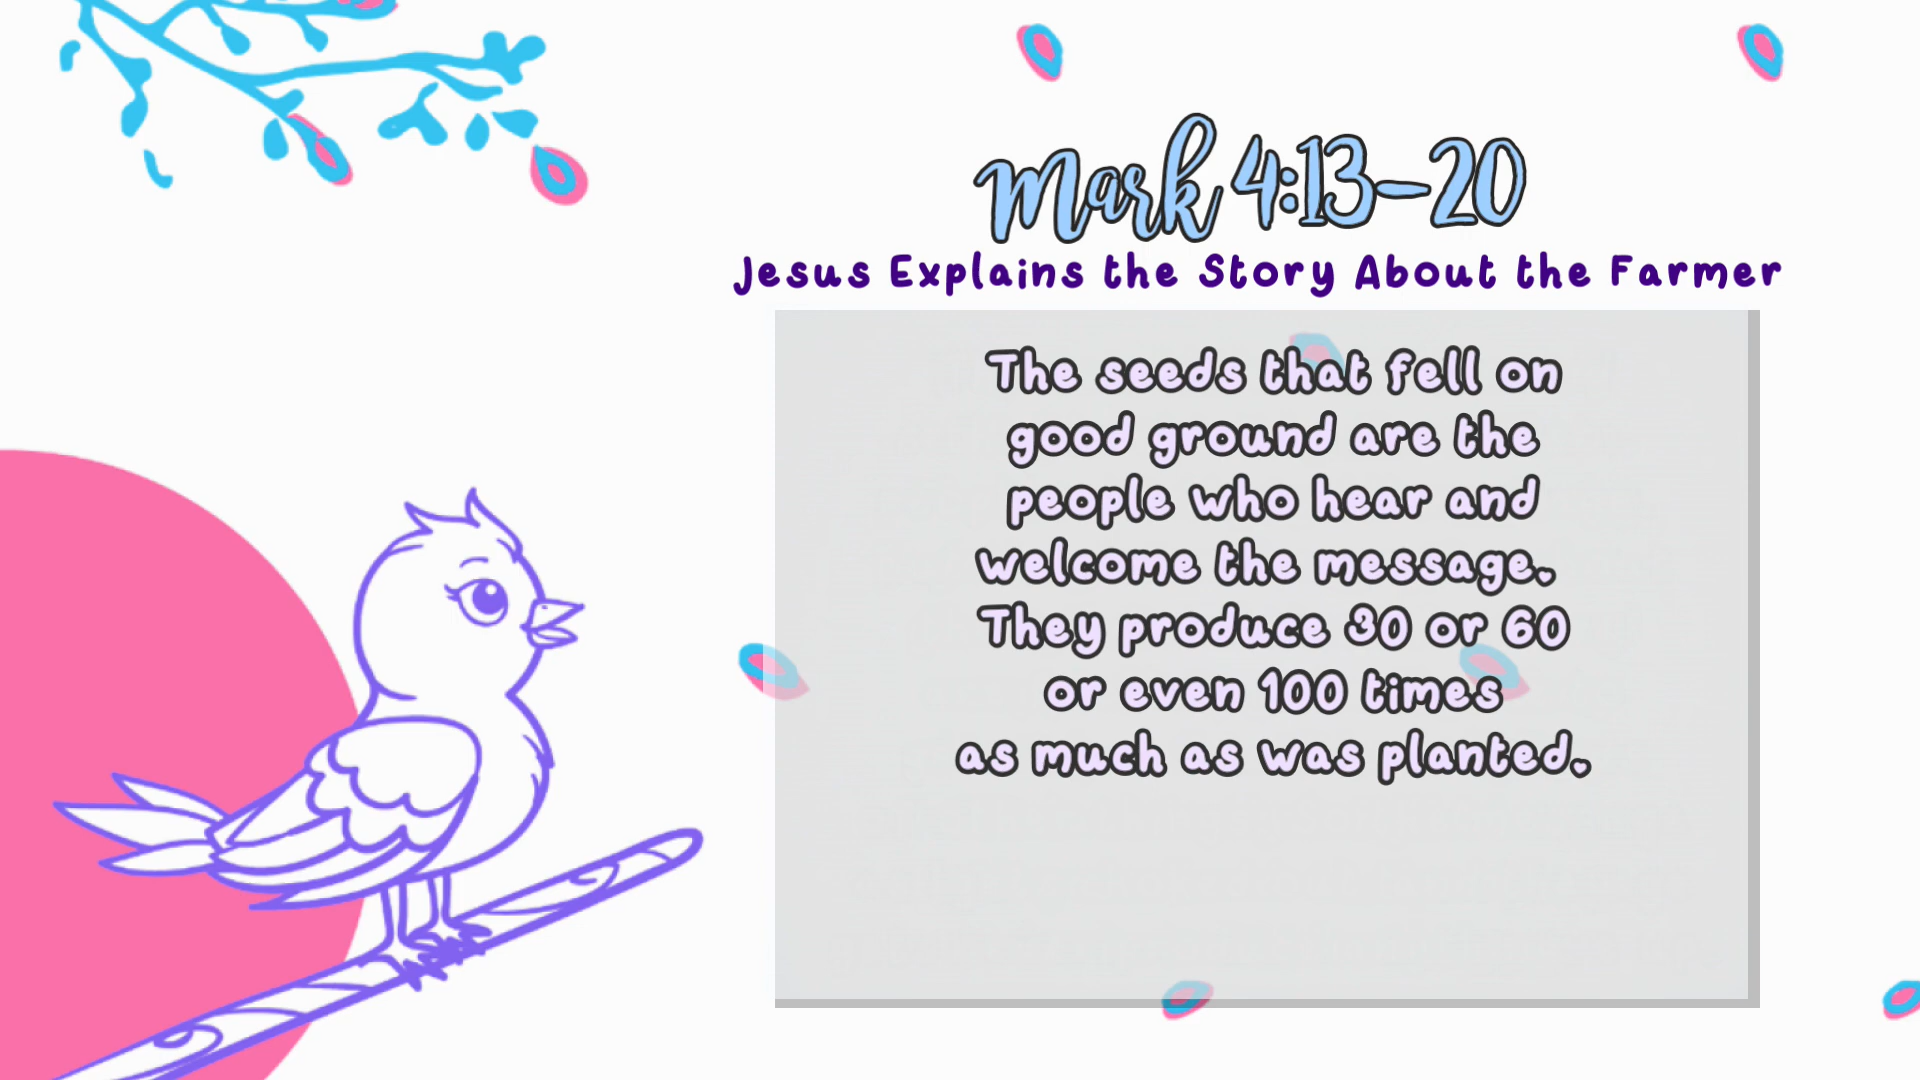 Mark 4:13–20
Jesus Explains the Story About the Farmer
The seeds that fell on
good ground are the
people who hear and
welcome the message.
They produce 30 or 60
or even 100 times
as much as was planted.